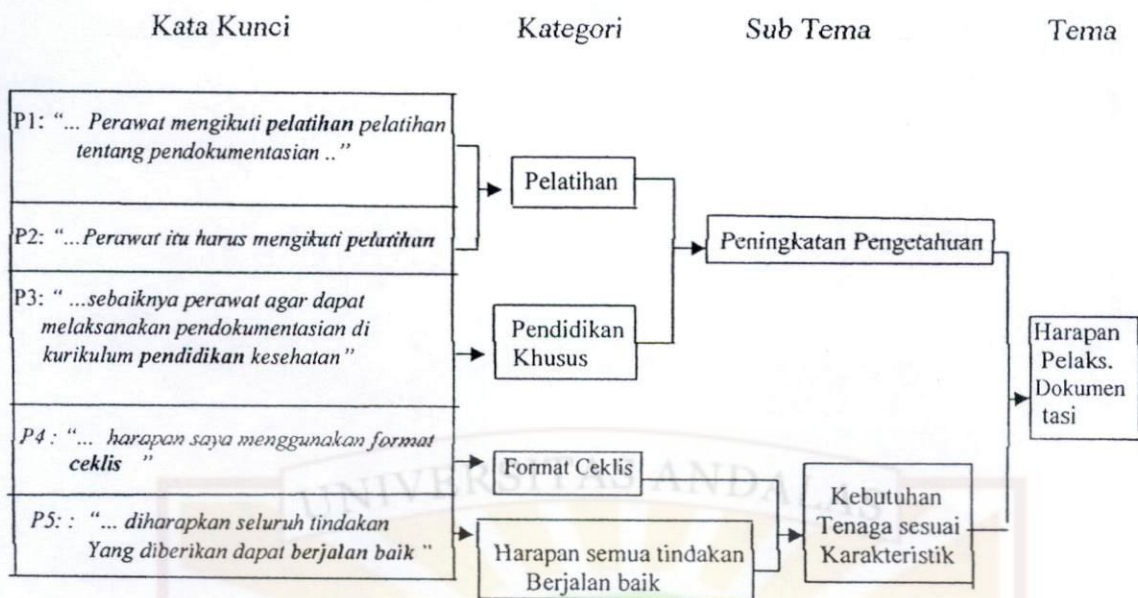 Kata Kunci Kategori Sub Tema Tema
P1: “... Perawat mengikuti pelatihan pelatihan
tentang pendokumentasian ..”
P2: “...Perawat itu harus mengikuti pelatihan
P3: “ ...sebaiknya perawat agar dapat
melaksanakan pendokumentasian di
kurikulum pendidikan kesehatan”
P4 : “... harapan saya menggunakan format
ceklis ”
P5: : “... diharapkan seluruh tindakan
Yang diberikan dapat berjalan baik ”
Pelatihan
Pendidikan
Khusus
Format Ceklis
Harapan semua tindakan
Berjalan baik
Peningkatan Pengetahuan
Kebutuhan
Tenaga sesuai
Karakteristik
Harapan
Pelaks.
Dokumen
tasi
UNIVERSITAS ANDALAS